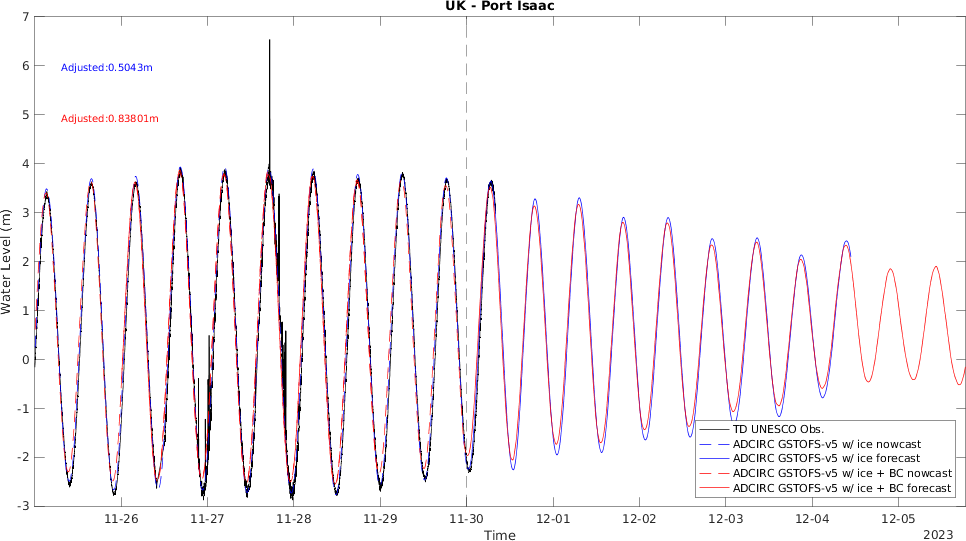 UK - Port Isaac
7
6
5
4
3
2
1
0
-1
-2
-3
Water Level (m)
Adjusted:0.5043m
Adjusted:0.83801m
TD UNESCO Obs.
ADCIRC GSTOFS-v5 w/ ice nowcast
ADCIRC GSTOFS-v5 w/ ice forecast
ADCIRC GSTOFS-v5 w/ ice + BC nowcast
ADCIRC GSTOFS-v5 w/ ice + BC forecast
11-26 11-27 11-28 11-29 11-30 12-01 12-02 12-03 12-04 12-05
Time
2023